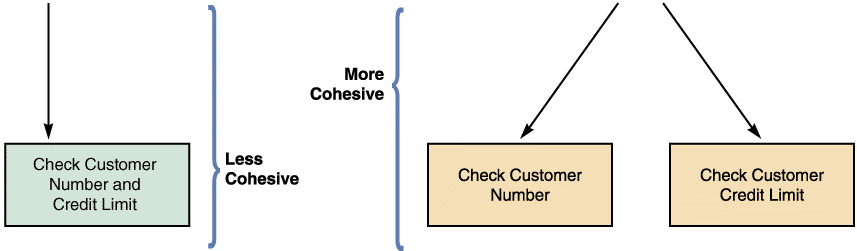 Check Customer
Number and
Credit Limit
Less
Cohesive
More
Cohesive
Check Customer
Number
Check Customer
Credit Limit